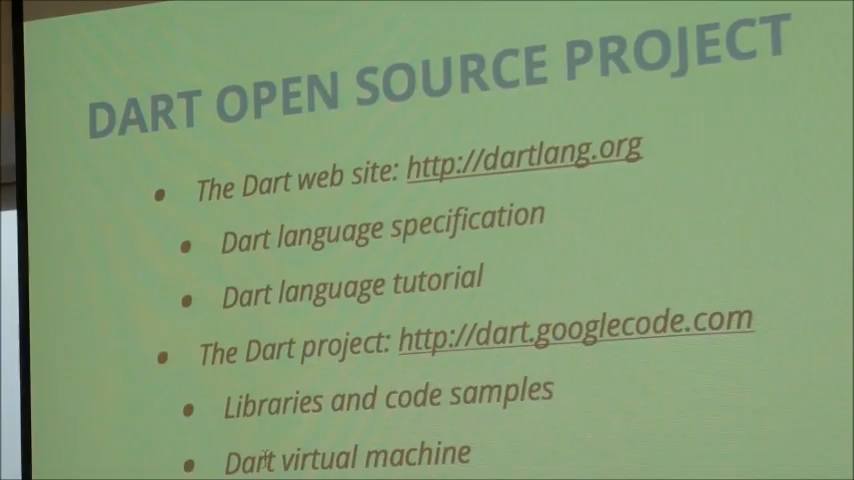 DART OPEN SOURCE PROJECT
• The Dart web site: http://dartlang.org
• Dart language specification
• Dart language tutorial
• The Dart project: http://dart.googlecode.com
• Libraries and code samples
• Dart virtual machine